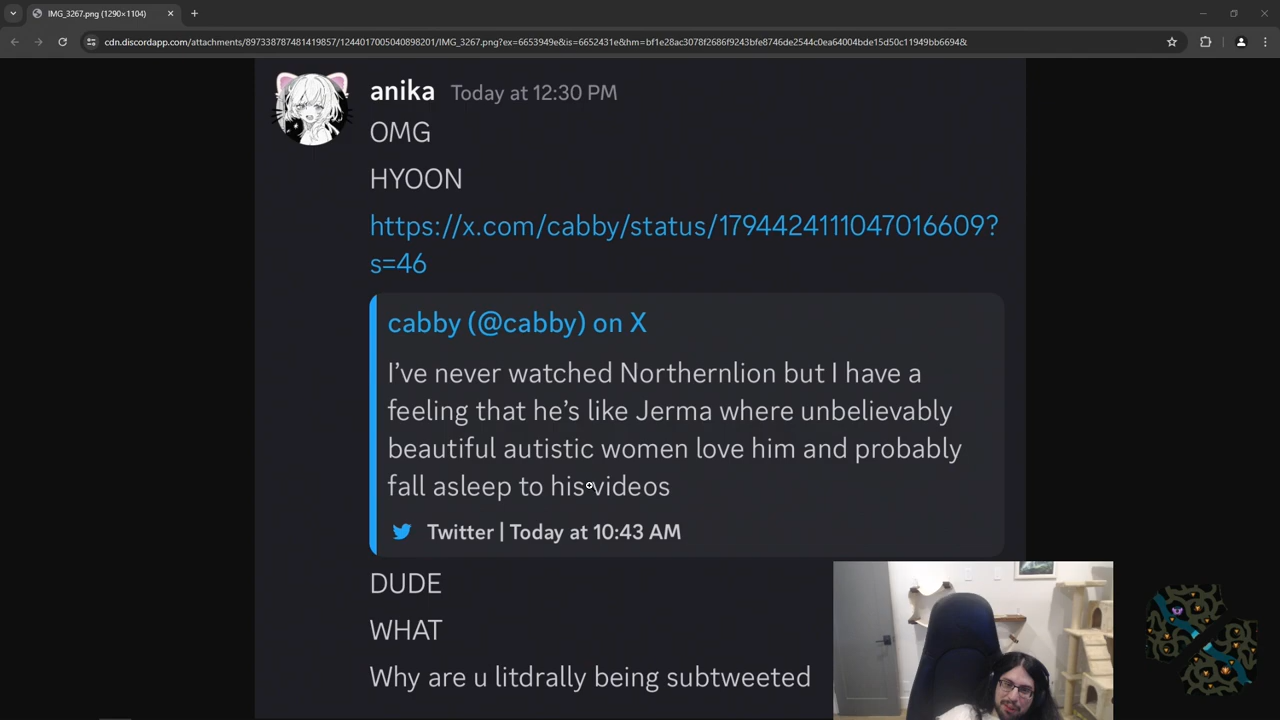 IMG_3267.png (1290×1104)
cdn.discordapp.com/attachments/897338787481419857/1244017005040898201/IMG_3267.png?ex=6653949e&is=6652431e&hm=bf1e28ac3078f2686f9243bfe8746de2544c0ea64004bde15d50c11949bb6694&
anika Today at 12:30 PM
OMG
HYOON
https://x.com/cabby/status/1794424111047016609?
s=46
cabby (@cabby) on X
I’ve never watched Northernlion but I have a
feeling that he’s like Jerma where unbelievably
beautiful autistic women love him and probably
fall asleep to his videos
Twitter | Today at 10:43 AM
DUDE
WHAT
Why are u litdrally being subtweeted